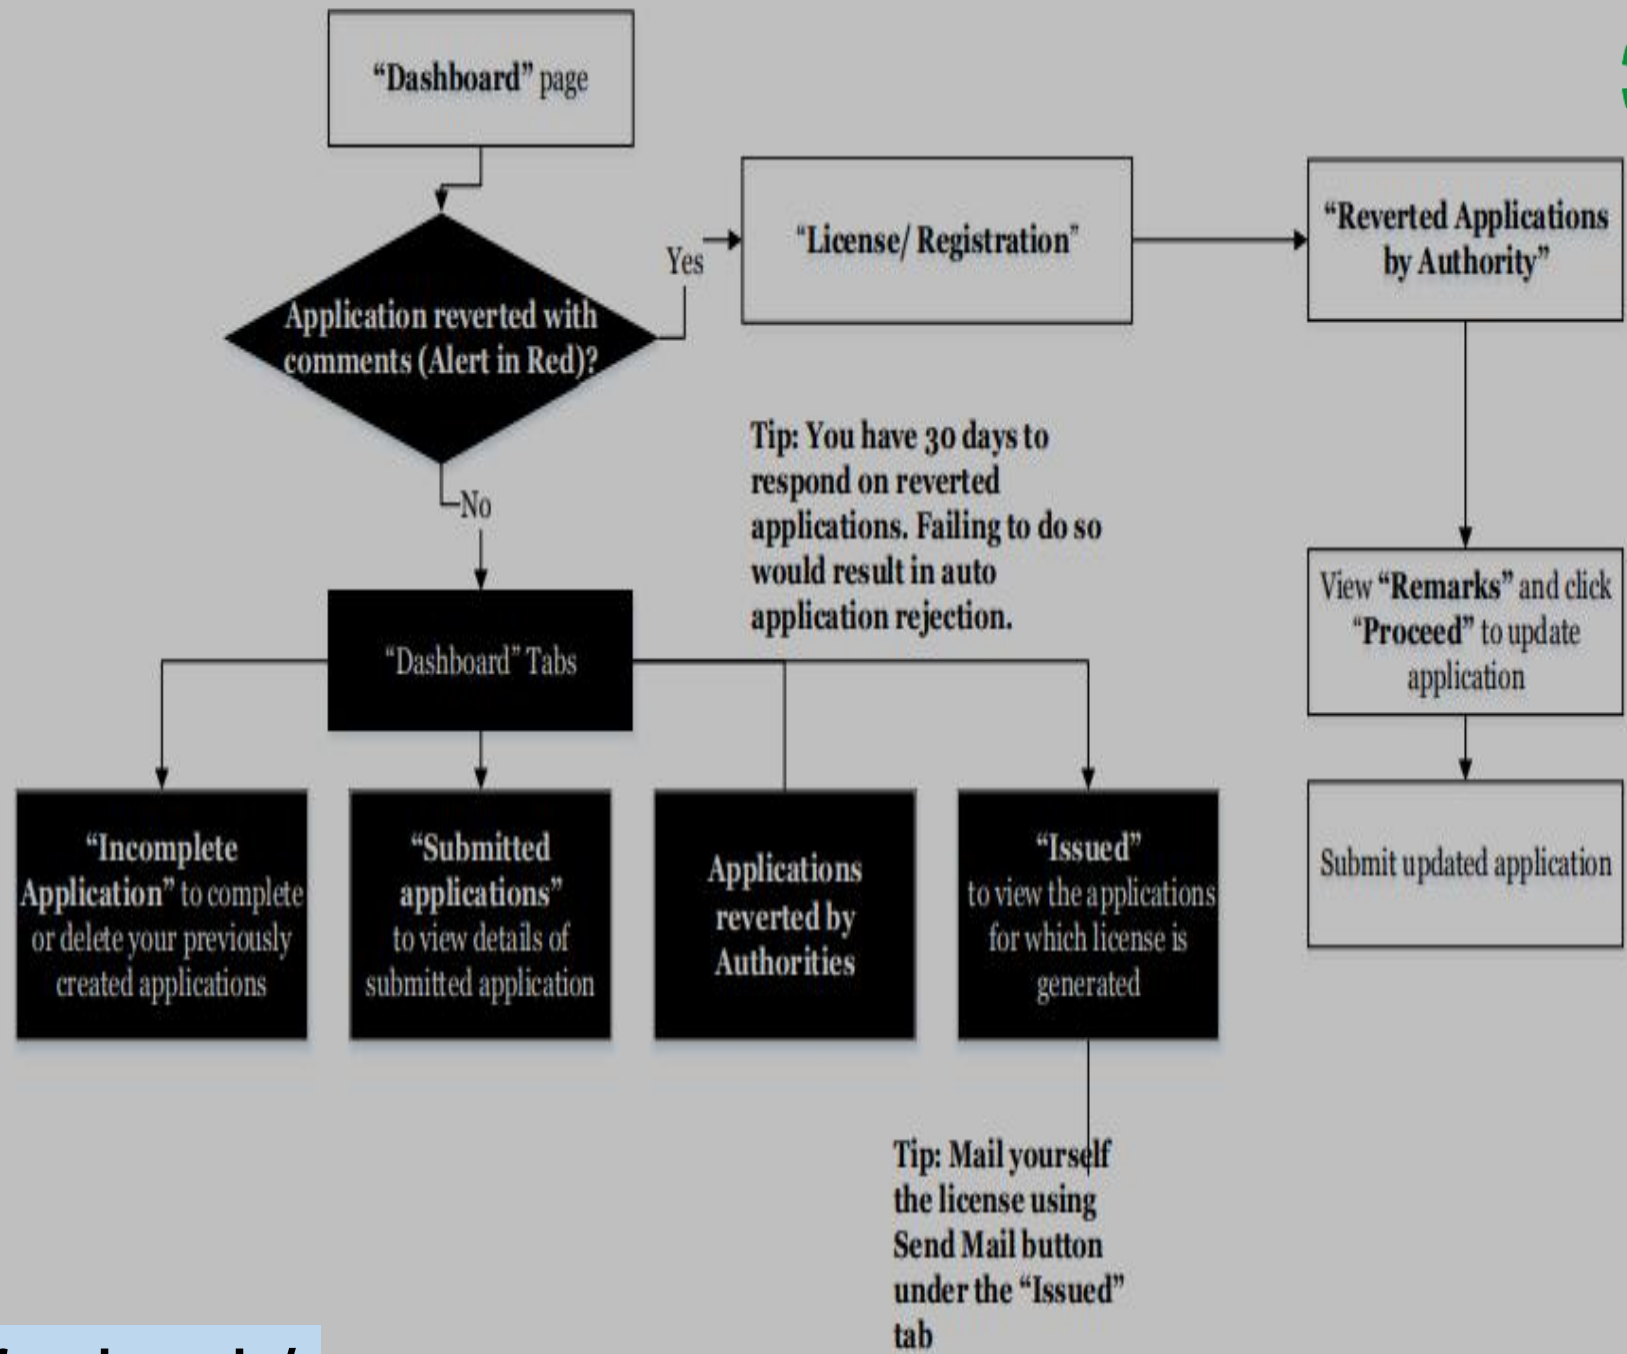 “Dashboard” page
Yes
“License/ Registration”
“Reverted Applications
by Authority”
Application reverted with
comments (Alert in Red)?
No
Tip: You have 30 days to
respond on reverted
applications. Failing to do so
would result in auto
application rejection.
View “Remarks” and click
“Proceed” to update
application
“Dashboard” Tabs
Submit updated application
“Incomplete
Application” to complete
or delete your previously
created applications
“Submitted
applications”
to view details of
submitted application
Applications
reverted by
Authorities
“Issued”
to view the applications
for which license is
generated
Tip: Mail yourself
the license using
Send Mail button
under the “Issued”
tab